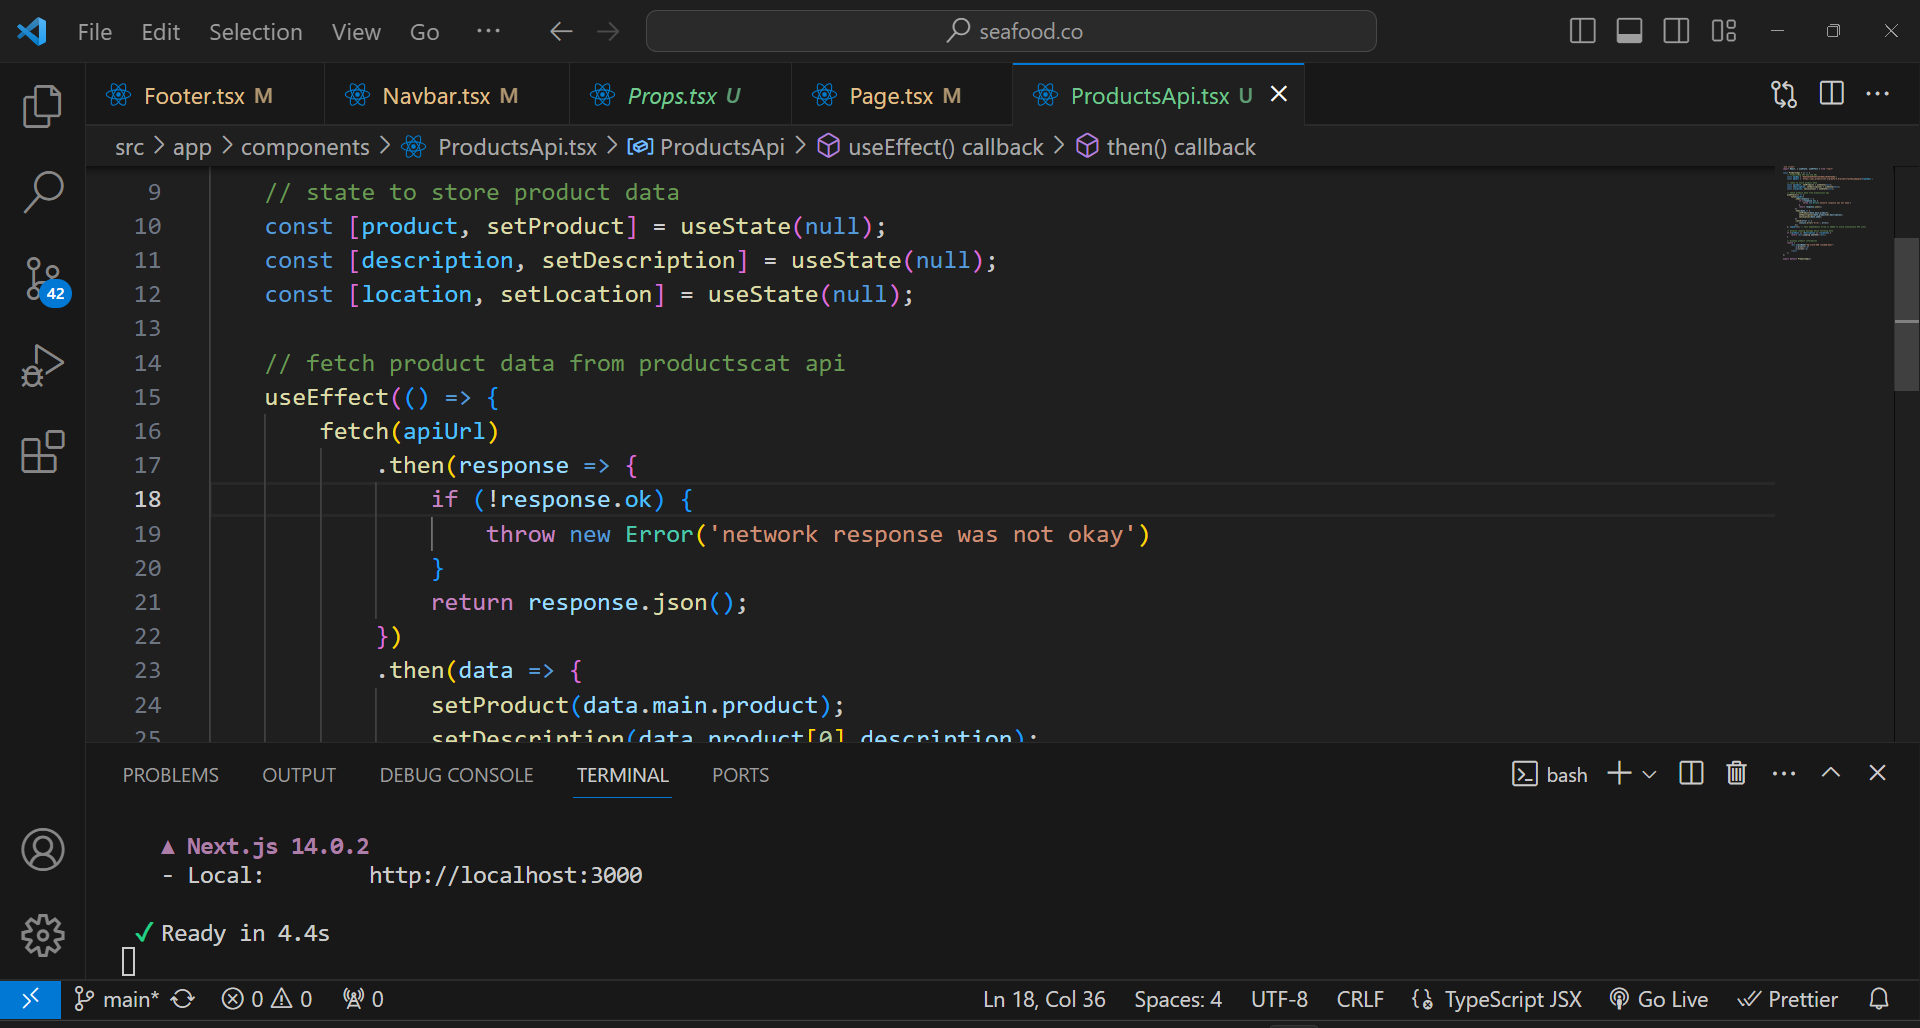 File Edit Selection View Go ··· seafood.co
Footer.tsx M Navbar.tsx M Props.tsx U Page.tsx M ProductsApi.tsx U
src > app > components > ProductsApi.tsx > ProductsApi > useEffect() callback > then() callback
9 // state to store product data
10 const [product, setProduct] = useState(null);
11 const [description, setDescription] = useState(null);
12 const [location, setLocation] = useState(null);
13
14 // fetch product data from productscat api
15 useEffect(() => {
16 fetch(apiUrl)
17 .then(response => {
18 if (!response.ok) {
19 throw new Error('network response was not okay')
20 }
21 return response.json();
22 })
23 .then(data => {
24 setProduct(data.main.product);
25 setDescription(data.product[0].description);
42
PROBLEMS OUTPUT DEBUG CONSOLE TERMINAL PORTS bash
▲ Next.js 14.0.2
- Local: http://localhost:3000
✓ Ready in 4.4s
main* 0 0 0 Ln 18, Col 36 Spaces: 4 UTF-8 CRLF TypeScript JSX Go Live Prettier